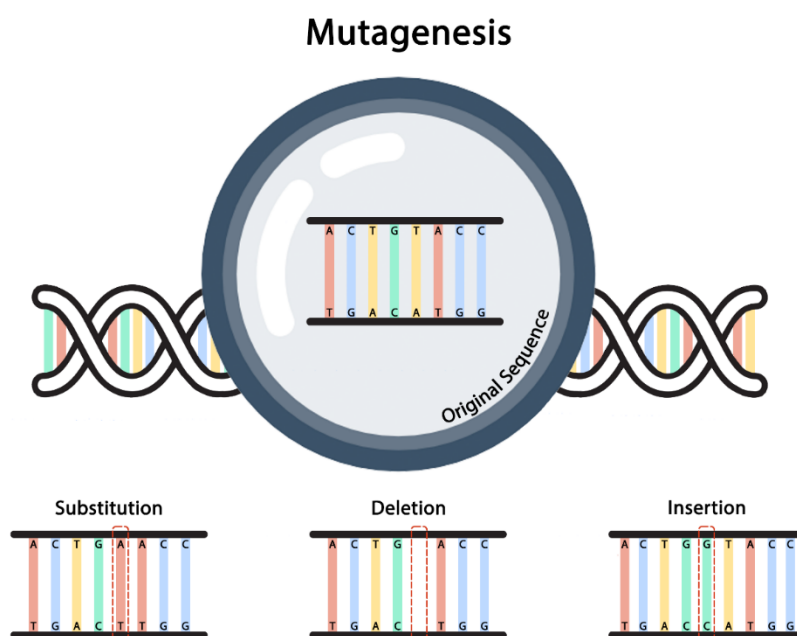 Mutagenesis
A C T G T A C C
T G A C A T G G
Original Sequence
Substitution
Deletion
Insertion
A C T G A A C C
A C T G A C C
A C T G G T A C C
T G A C T T G G
T G A C T G G
T G A C C A T G G